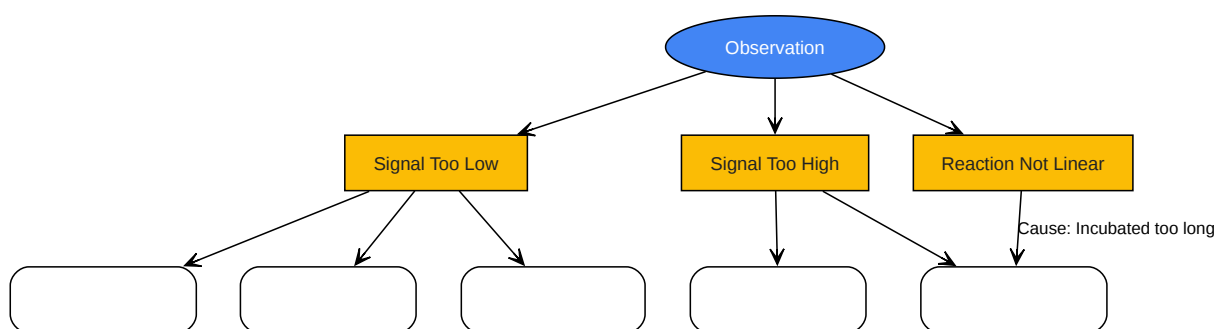 Observation
Signal Too Low
Signal Too High
Reaction Not Linear
Cause: Incubated too long